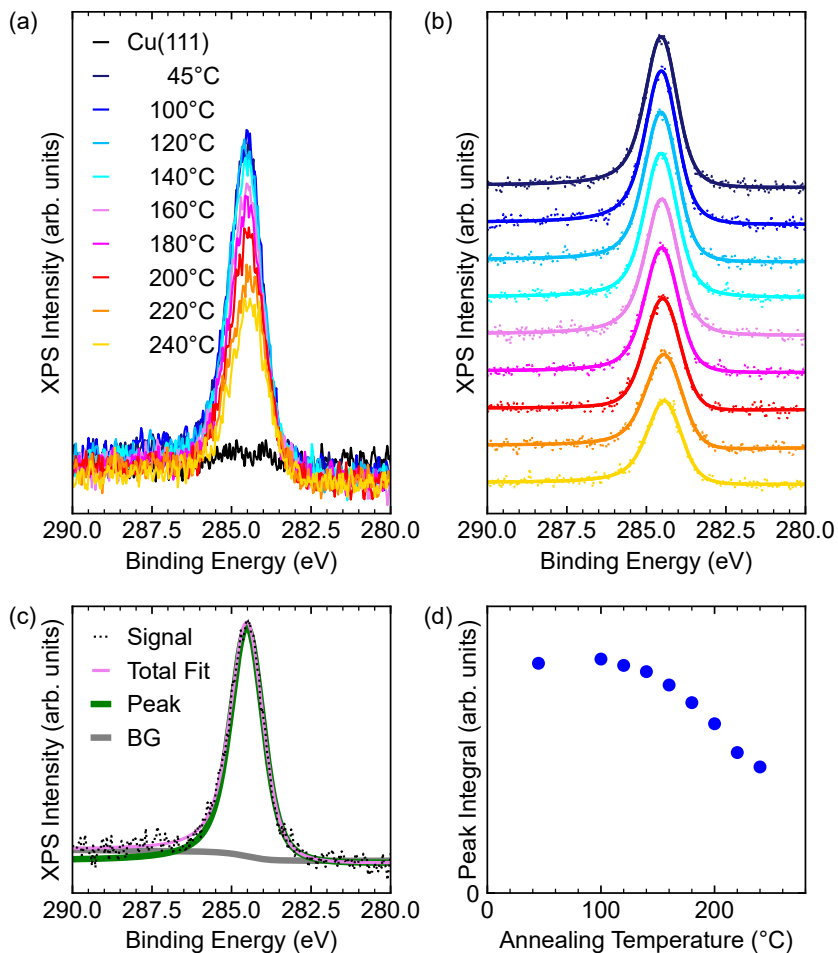 (a)
Cu(111)
45°C
100°C
120°C
140°C
160°C
180°C
200°C
220°C
240°C
XPS Intensity (arb. units)
290.0 287.5 285.0 282.5 280.0
Binding Energy (eV)
(b)
XPS Intensity (arb. units)
290.0 287.5 285.0 282.5 280.0
Binding Energy (eV)
(c)
Signal
Total Fit
Peak
BG
XPS Intensity (arb. units)
290.0 287.5 285.0 282.5 280.0
Binding Energy (eV)
(d)
Peak Integral (arb. units)
0
0 100 200
Annealing Temperature (°C)